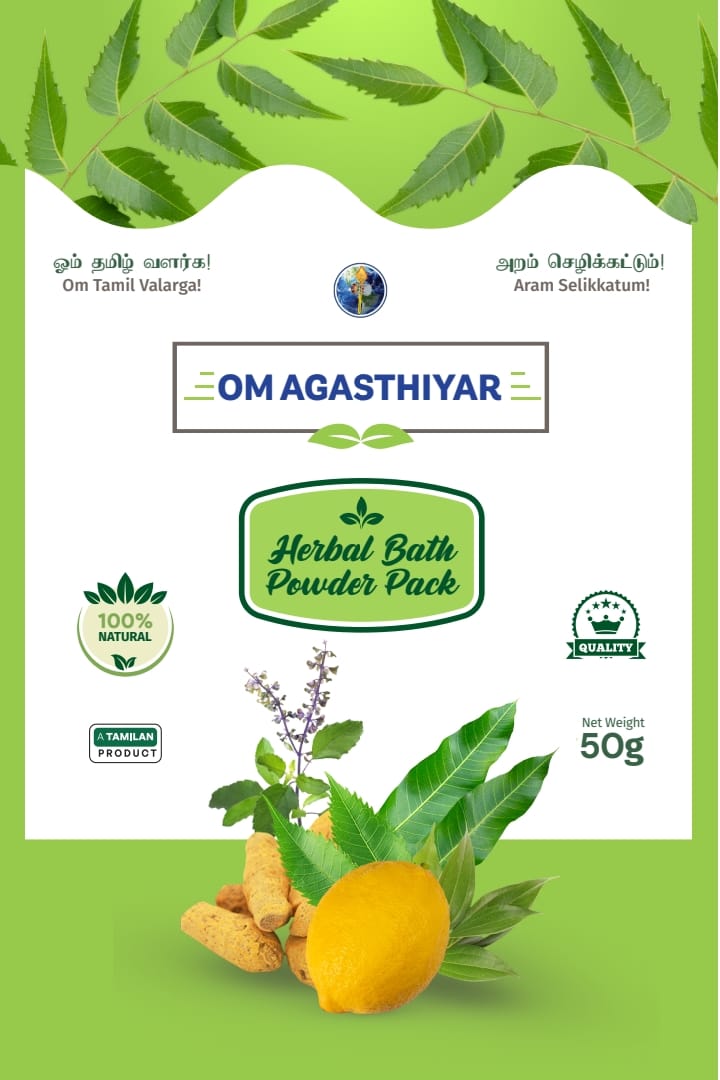 ஓம் தமிழ் வளர்க!
Om Tamil Valarga!
அறம் செழிக்கட்டும்!
Aram Selikkatum!
OM AGASTHIYAR
Herbal Bath
Powder Pack
100%
NATURAL
QUALITY
A TAMILAN
PRODUCT
Net Weight
50g